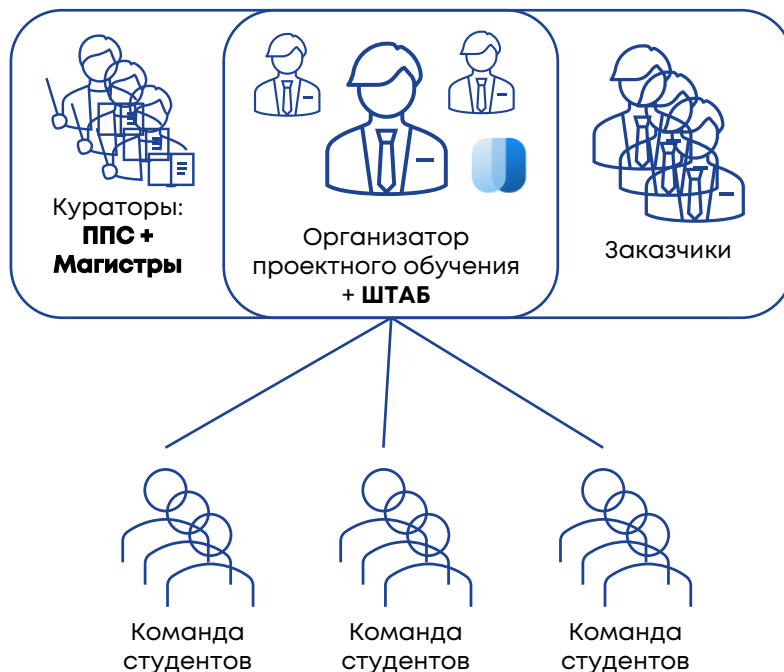 Кураторы:
ППС +
Магистры
Организатор
проектного обучения
+ ШТАБ
Заказчики
Команда
студентов
Команда
студентов
Команда
студентов